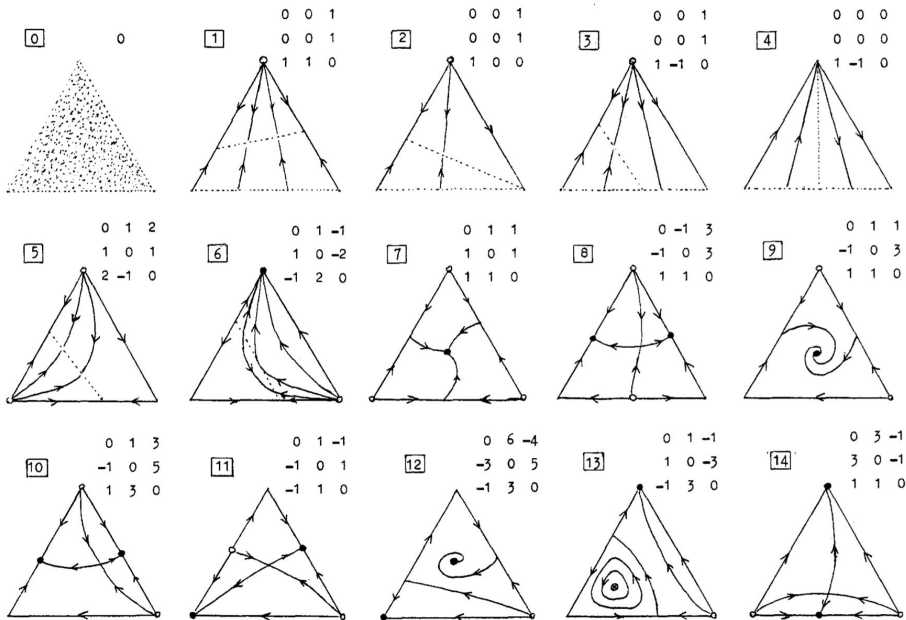 0 0
1 0 0 1
0 0 1
1 1 0
2 0 0 1
0 0 1
1 0 0
3 0 0 1
0 0 1
1 -1 0
4 0 0 0
0 0 0
1 -1 0
5 0 1 2
1 0 1
2 -1 0
6 0 1 -1
1 0 -2
-1 2 0
7 0 1 1
1 0 1
1 1 0
8 0 -1 3
-1 0 3
1 1 0
9 0 1 1
-1 0 3
1 1 0
10 0 1 3
-1 0 5
1 3 0
11 0 1 -1
-1 0 1
-1 1 0
12 0 6 -4
-3 0 5
-1 3 0
13 0 1 -1
1 0 -3
-1 3 0
14 0 3 -1
3 0 -1
1 1 0